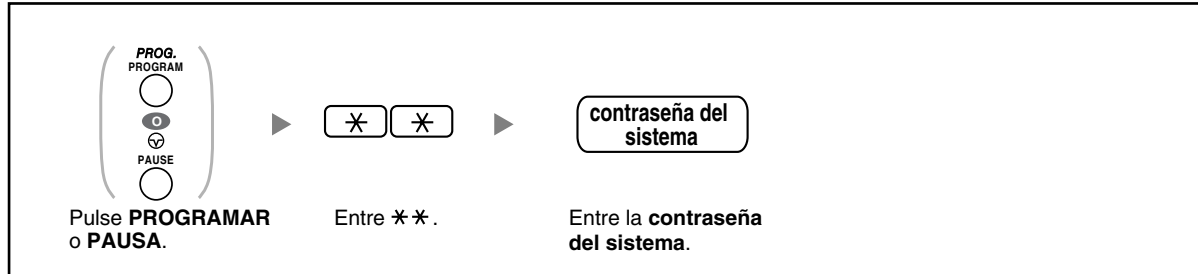 PROG.
PROGRAM
O
PAUSE
Pulse PROGRAMAR
o PAUSA.
* *
Entre **.
contraseña del
sistema
Entre la contraseña
del sistema.